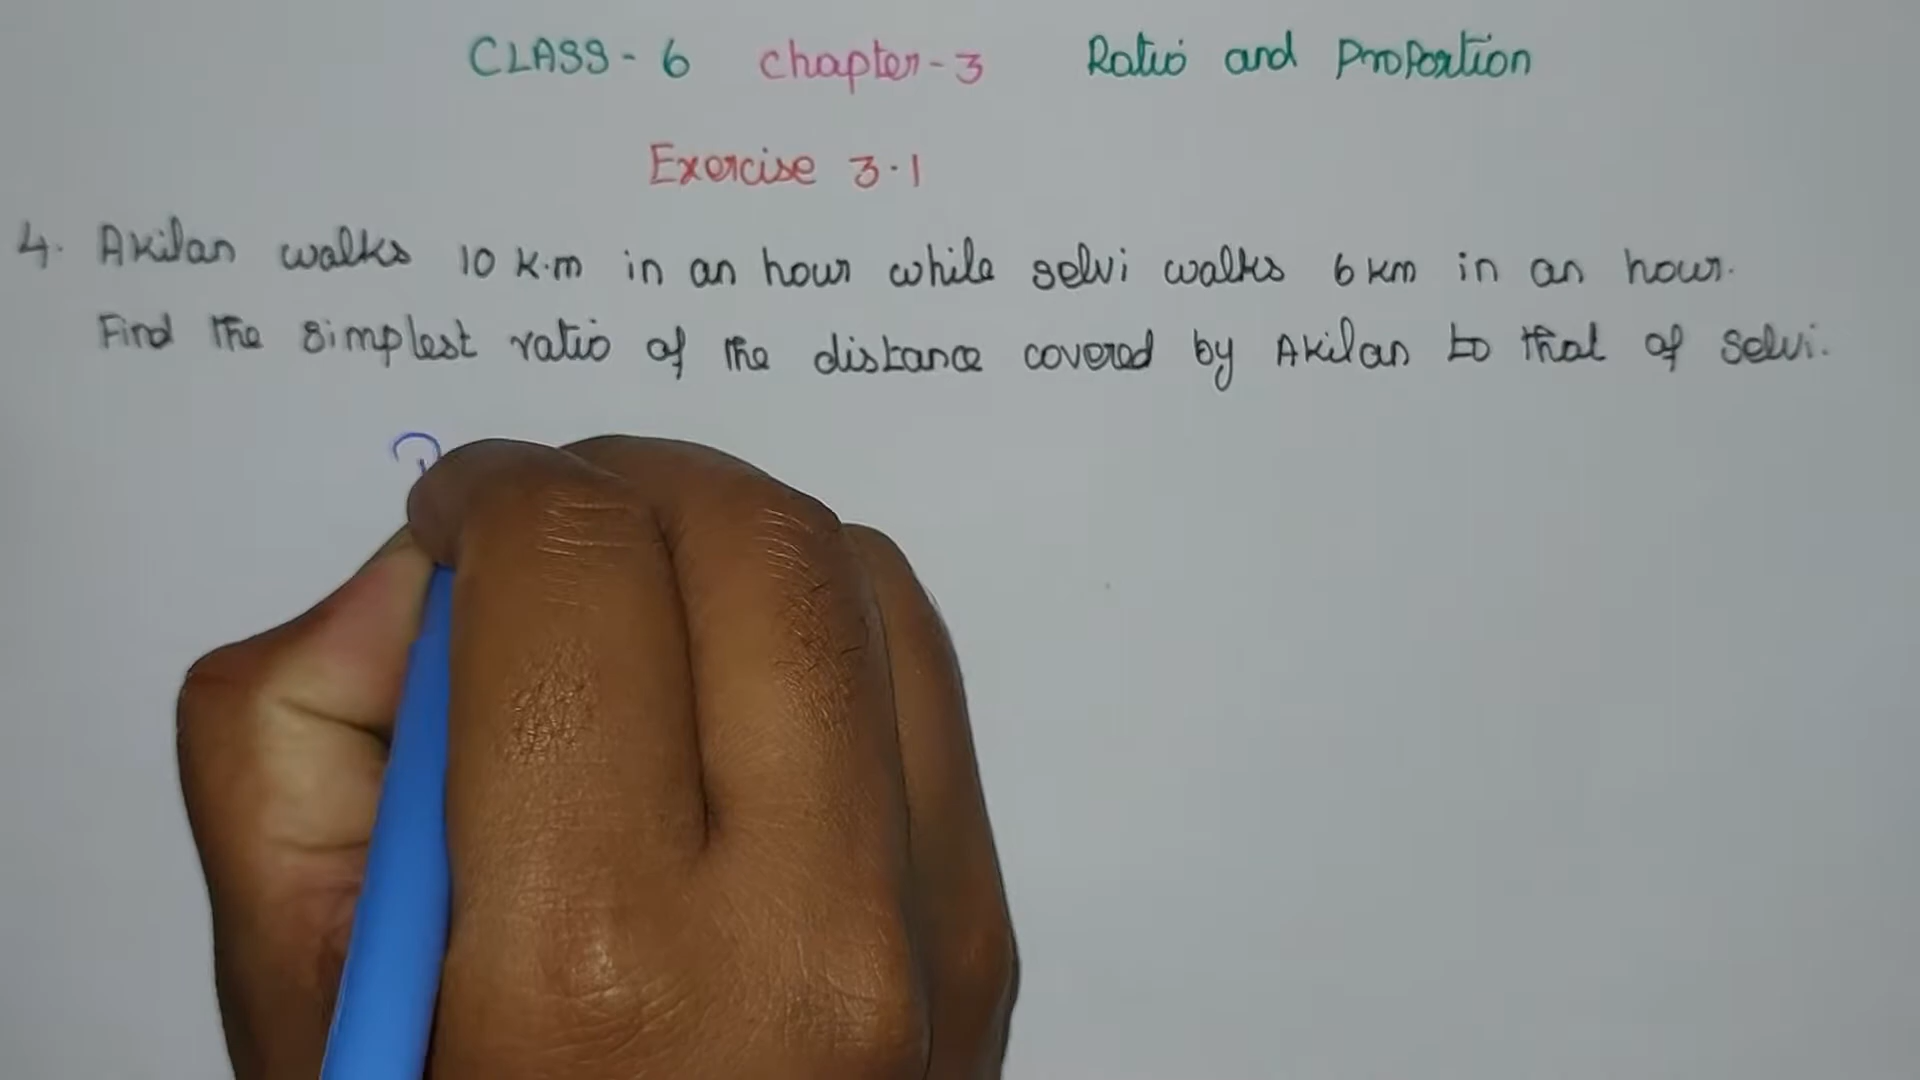 CLASS - 6 chapter - 3 Ratio and Proportion
Exercise 3.1
4. Akilan walks 10 k.m in an hour while selvi walks 6 km in an hour.
Find the simplest ratio of the distance covered by Akilan to that of selvi.